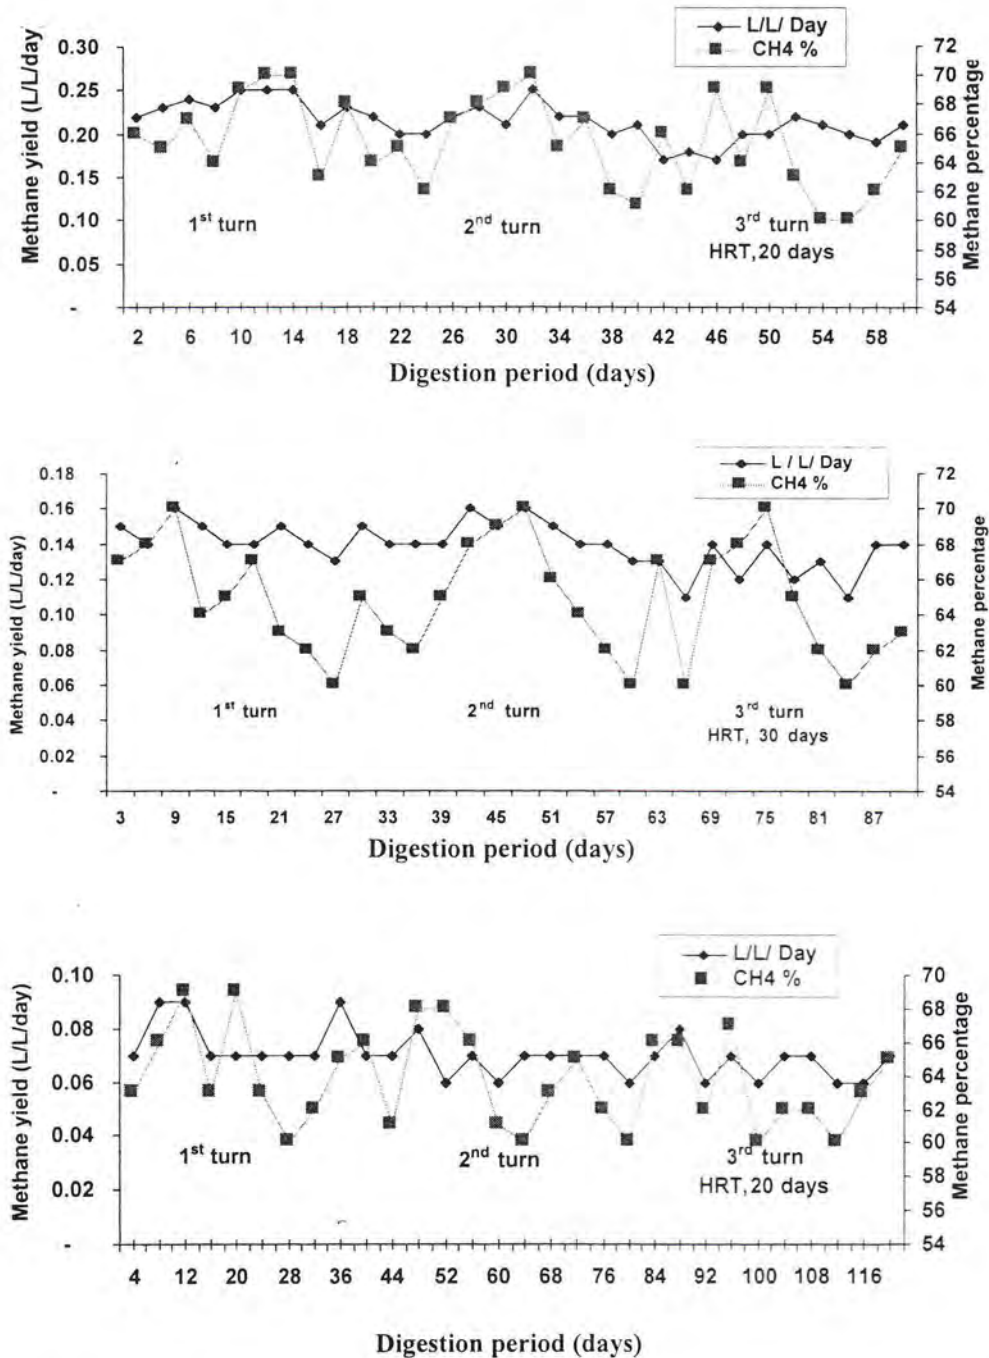 L/L/ Day
CH4 %
Methane yield (L/L/day
0.30
0.25
0.20
0.15
0.10
0.05
-
72
70
68
66
64
62
60
58
56
54
Methane percentage
1st turn
2nd turn
3rd turn
HRT, 20 days
2 6 10 14 18 22 26 30 34 38 42 46 50 54 58
Digestion period (days)
L / L/ Day
CH4 %
Methane yield (L/L/day)
0.18
0.16
0.14
0.12
0.10
0.08
0.06
0.04
0.02
-
72
70
68
66
64
62
60
58
56
54
Methane percentage
1st turn
2nd turn
3rd turn
HRT, 30 days
3 9 15 21 27 33 39 45 51 57 63 69 75 81 87
Digestion period (days)
L/L/ Day
CH4 %
Methane yield (L/L/day)
0.10
0.08
0.06
0.04
0.02
-
70
68
66
64
62
60
58
56
54
Methane percentage
1st turn
2nd turn
3rd turn
HRT, 20 days
4 12 20 28 36 44 52 60 68 76 84 92 100 108 116
Digestion period (days)